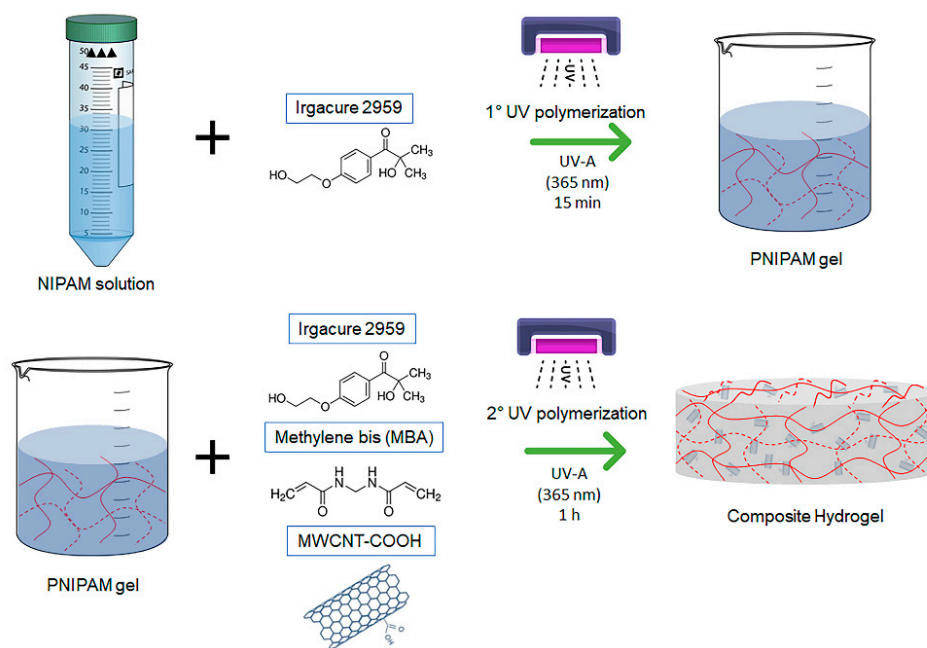 50
45
40
35
30
25
20
15
10
5
NIPAM solution
+
Irgacure 2959
O
CH₃
HO
CH₃
HO
O
UV
1° UV polymerization
UV-A
(365 nm)
15 min
PNIPAM gel
PNIPAM gel
+
Irgacure 2959
O
CH₃
HO
CH₃
HO
O
Methylene bis (MBA)
H
H
H₂C
N
N
CH₂
O
O
MWCNT-COOH
O
OH
UV
2° UV polymerization
UV-A
(365 nm)
1 h
Composite Hydrogel